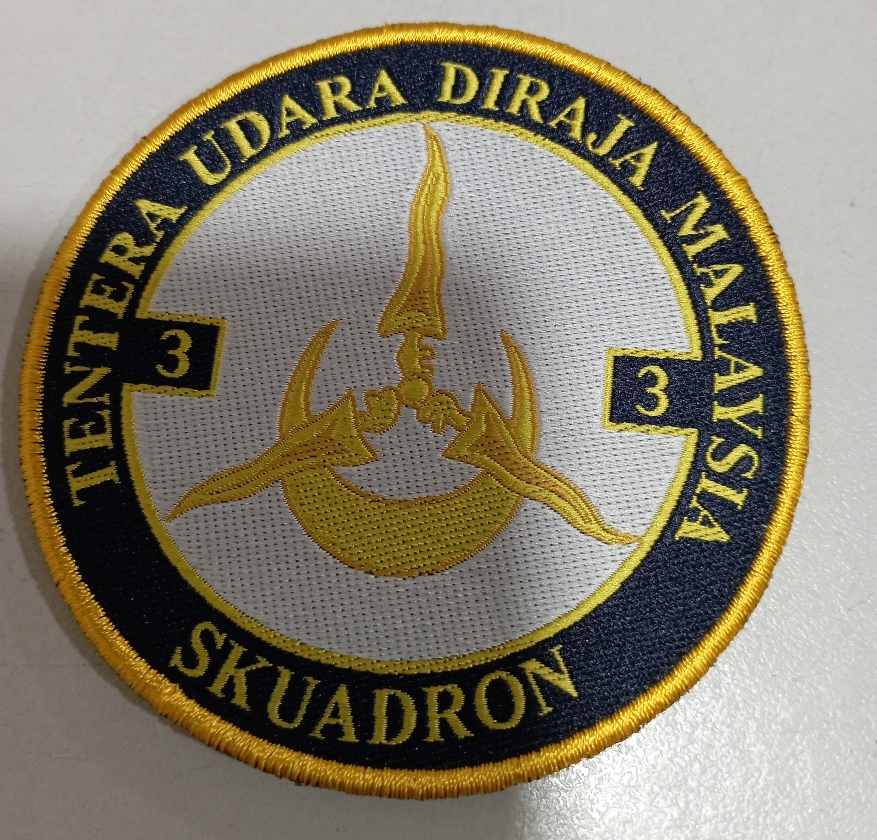 TENTERA UDARA DIRAJA MALAYSIA
3 3
SKUADRON